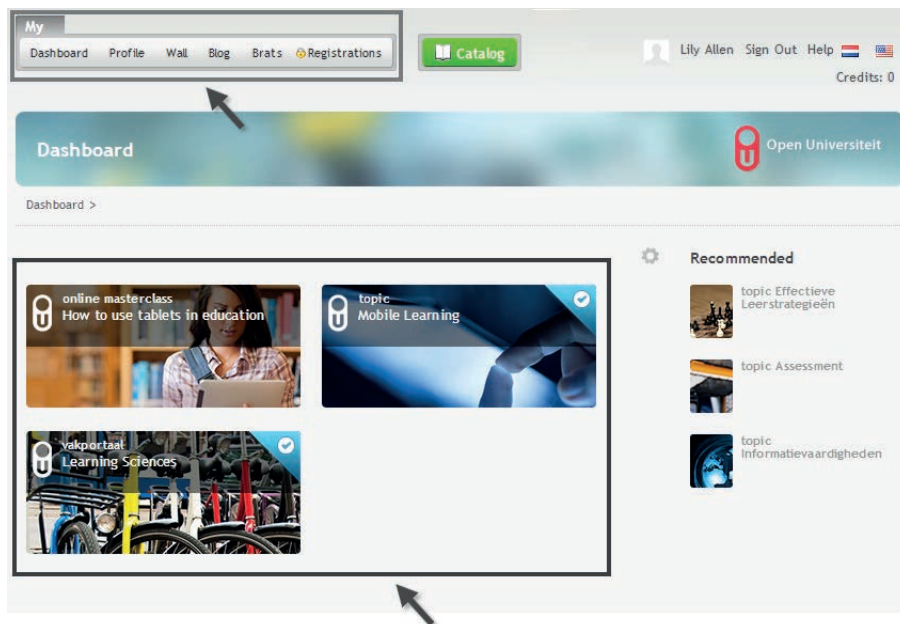 My
Dashboard Profile Wall Blog Brats Registrations
Catalog
Lily Allen Sign Out Help
Credits: 0
Dashboard
Open Universiteit
Dashboard >
online masterclass
How to use tablets in education
topic
Mobile Learning
vakportaal
Learning Sciences
Recommended
topic Effectieve
Leerstrategieën
topic Assessment
topic
Informatievaardigheden